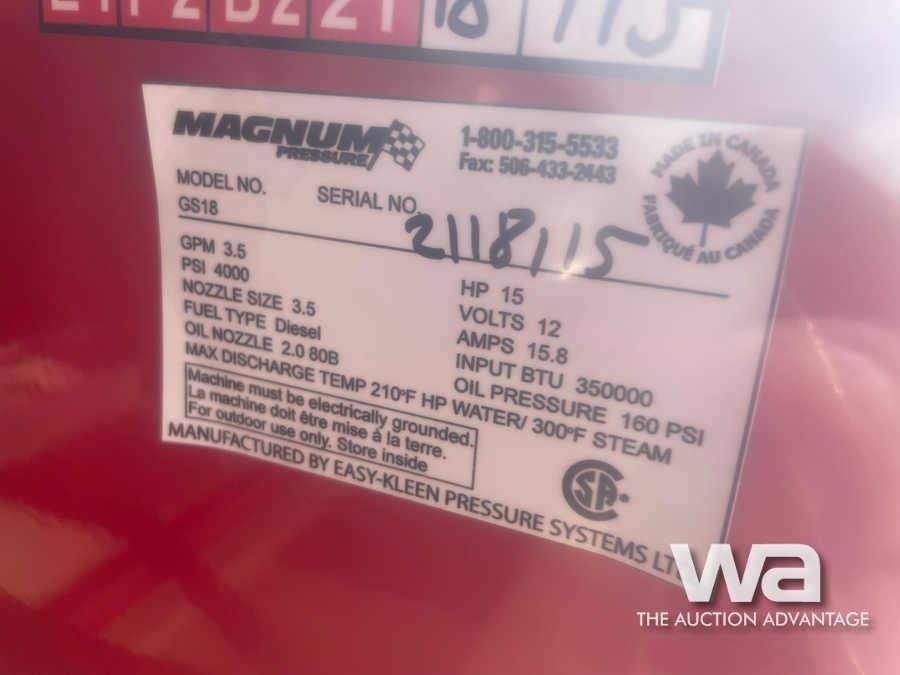 MAGNUM
PRESSURE
1-800-315-5533
Fax: 506-433-2443
MADE IN CANADA
FABRIQUÉ AU CANADA
MODEL NO.
GS18
SERIAL NO.
2118115
GPM 3.5
PSI 4000
NOZZLE SIZE 3.5
FUEL TYPE Diesel
OIL NOZZLE 2.0 80B
MAX DISCHARGE TEMP 210°F HP WATER/ 300°F STEAM
HP 15
VOLTS 12
AMPS 15.8
INPUT BTU 350000
OIL PRESSURE 160 PSI
Machine must be electrically grounded.
La machine doit être mise à la terre.
For outdoor use only. Store inside
MANUFACTURED BY EASY-KLEEN PRESSURE SYSTEMS
SA
wa
THE AUCTION ADVANTAGE